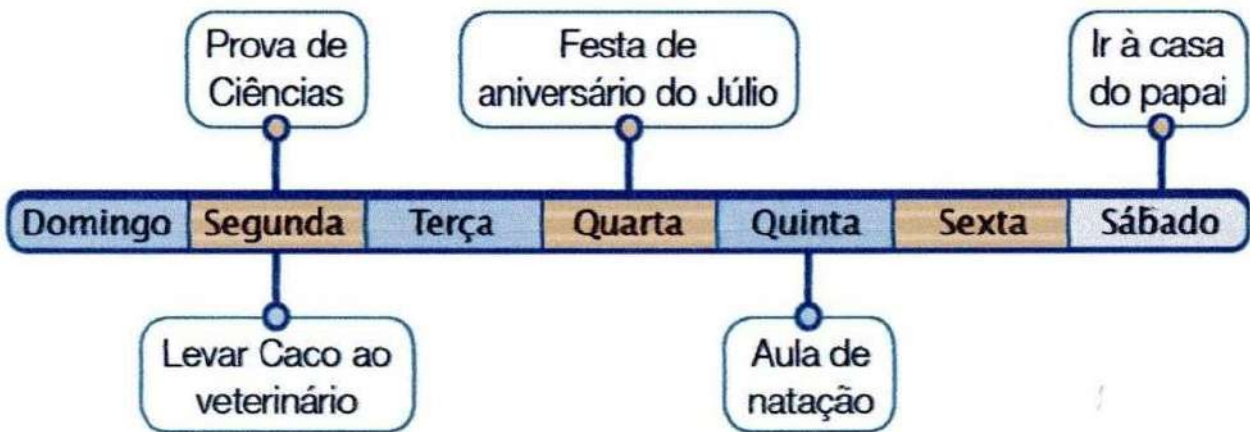 Prova de
Ciências
Festa de
aniversário do Júlio
Ir à casa
do papai
Domingo Segunda Terça Quarta Quinta Sexta Sábado
Levar Caco ao
veterinário
Aula de
natação